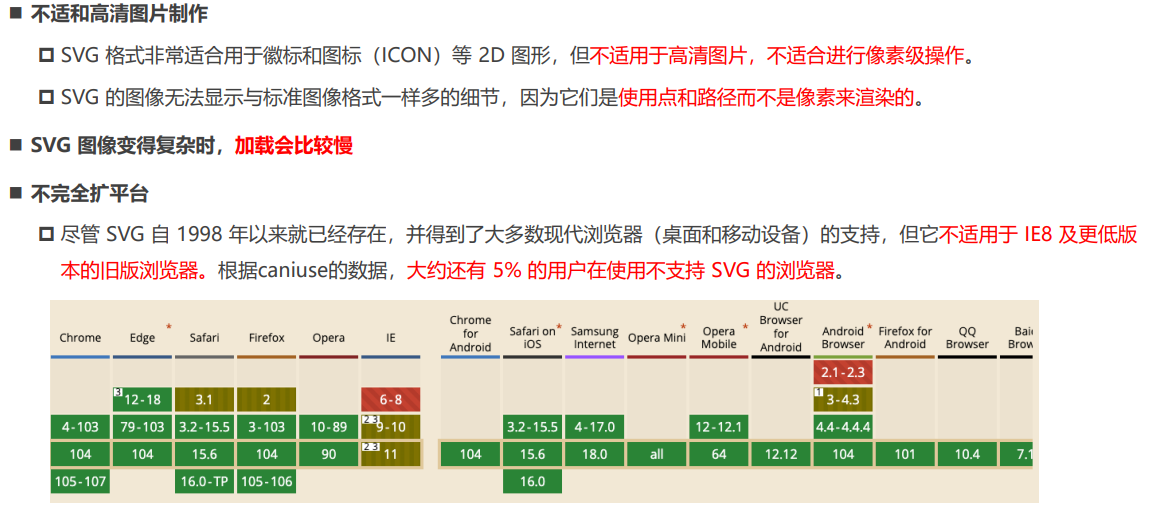 不适和高清图片制作
SVG 格式非常适合用于徽标和图标（ICON）等 2D 图形，但不适用于高清图片，不适合进行像素级操作。
SVG 的图像无法显示与标准图像格式一样多的细节，因为它们是使用点和路径而不是像素来渲染的。
SVG 图像变得复杂时，加载会比较慢
不完全扩平台
尽管 SVG 自 1998 年以来就已经存在，并得到了大多数现代浏览器（桌面和移动设备）的支持，但它不适用于 IE8 及更低版
本的旧版浏览器。根据caniuse的数据，大约还有 5% 的用户在使用不支持 SVG 的浏览器。
Chrome Edge * Safari Firefox Opera IE Chrome for Android Safari on iOS * Samsung Internet Opera Mini * Opera Mobile * UC Browser for Android Android Browser * Firefox for Android QQ Browser
2.1-2.3
3 12-18 3.1 2 6-8 1 3-4.3
4-103 79-103 3.2-15.5 3-103 10-89 2 3 9-10 3.2-15.5 4-17.0 12-12.1 4.4-4.4.4
104 104 15.6 104 90 2 3 11 104 15.6 18.0 all 64 12.12 104 101 10.4 7.1
105-107 16.0-TP 105-106 16.0